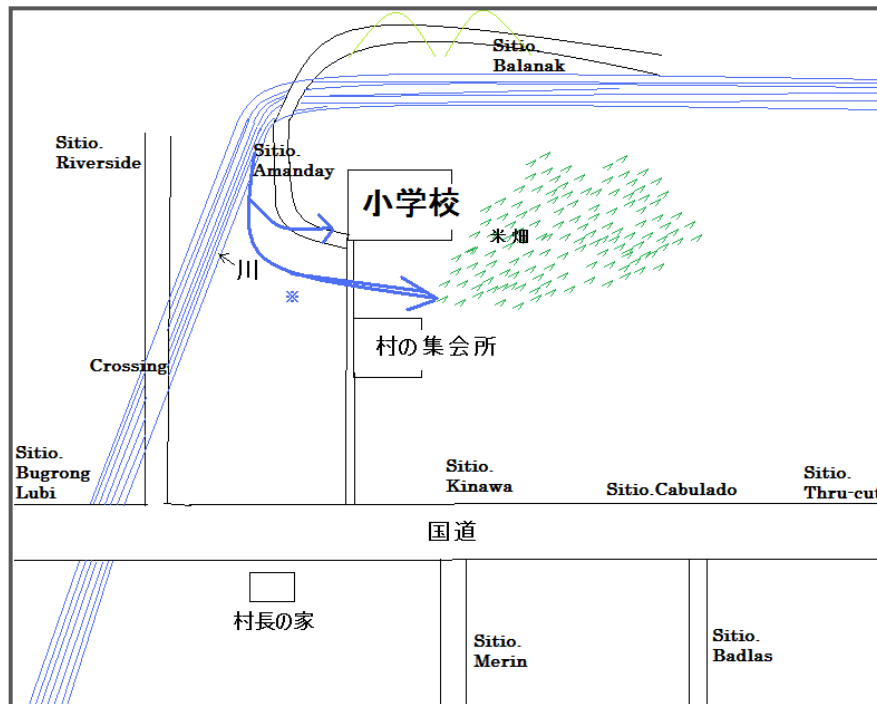 Sitio.
Balanak
Sitio.
Riverside
Sitio.
Amanday
小学校
米畑
川
※
村の集会所
Crossing
Sitio.
Bugrong
Lubi
Sitio.
Kinawa
Sitio.Cabulado
Sitio.
Thru-cut
国道
村長の家
Sitio.
Merin
Sitio.
Badlas